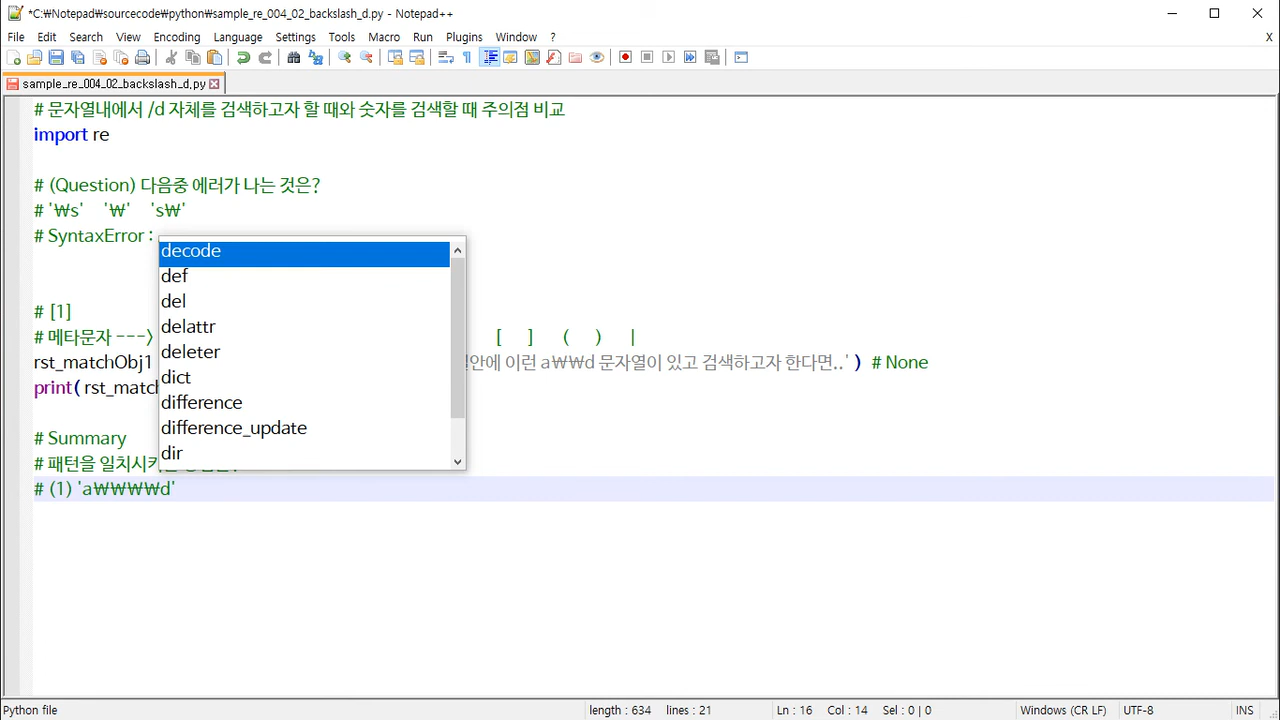 *C:₩Notepad₩sourcecode₩python₩sample_re_004_02_backslash_d.py - Notepad++
File Edit Search View Encoding Language Settings Tools Macro Run Plugins Window ? X
sample_re_004_02_backslash_d.py
# 문자열내에서 /d 자체를 검색하고자 할 때와 숫자를 검색할 때 주의점 비교
import re
# (Question) 다음중 에러가 나는 것은?
# '₩s' '₩' 's₩'
# SyntaxError :
decode
def
del
delattr
deleter
dict
difference
difference_update
dir
# [1]
# 메타문자 ---> [ ] ( ) |
rst_matchObj1 안에 이런 a₩₩d 문자열이 있고 검색하고자 한다면..' ) # None
print( rst_match
# Summary
# 패턴을 일치시키
# (1) 'a₩₩₩₩d'
Python file length : 634 lines : 21 Ln : 16 Col : 14 Sel : 0 | 0 Windows (CR LF) UTF-8 INS